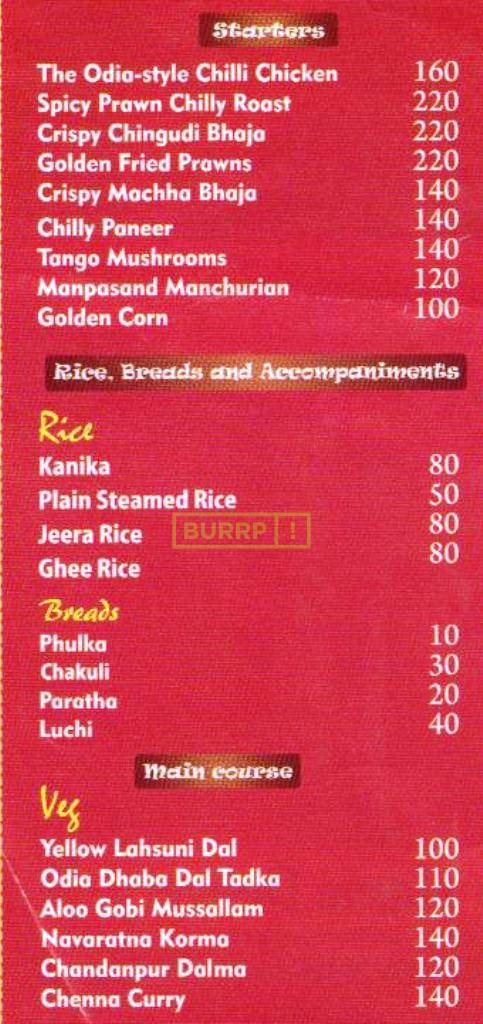 Starters
The Odia-style Chilli Chicken 160
Spicy Prawn Chilly Roast 220
Crispy Chingudi Bhaja 220
Golden Fried Prawns 220
Crispy Machha Bhaja 140
Chilly Paneer 140
Tango Mushrooms 140
Manpasand Manchurian 120
Golden Corn 100
Rice, Breads and Accompaniments
Rice
Kanika 80
Plain Steamed Rice 50
Jeera Rice 80
BURRP!
Ghee Rice 80
Breads
Phulka 10
Chakuli 30
Paratha 20
Luchi 40
Main course
Veg
Yellow Lahsuni Dal 100
Odia Dhaba Dal Tadka 110
Aloo Gobi Mussallam 120
Navaratna Korma 140
Chandanpur Dalma 120
Chenna Curry 140